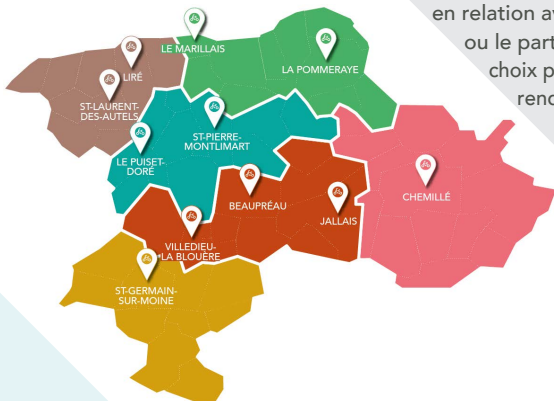 en relation av
ou le part
choix p
rend
LE MARILLAIS
LIRÉ
LA POMMERAYE
ST-LAURENT-
DES-AUTELS
ST-PIERRE-
MONTLIMART
LE PUISET-
DORÉ
CHEMILLÉ
BEAUPRÉAU
JALLAIS
VILLEDIEU-
LA BLOUÈRE
ST-GERMAIN-
SUR-MOINE